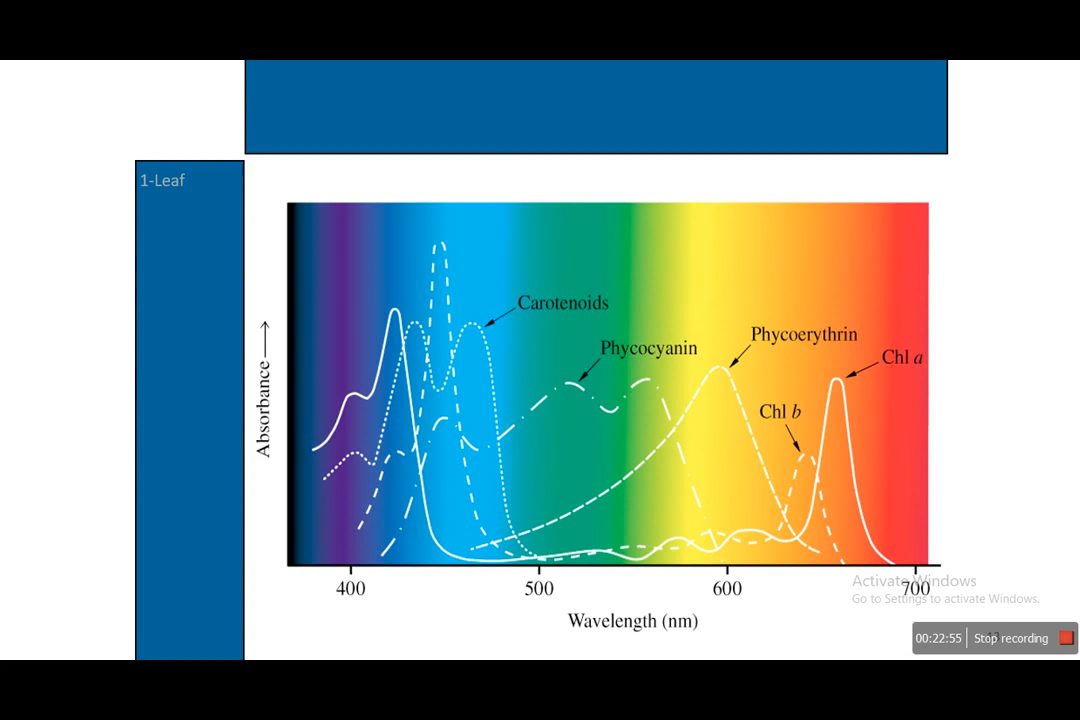 1-Leaf
Carotenoids
Phycocyanin
Phycoerythrin
Chl a
Chl b
Absorbance
400 500 600 700
Wavelength (nm)
Activate Windows
Go to Settings to activate Windows.
00:22:55 Stop recording